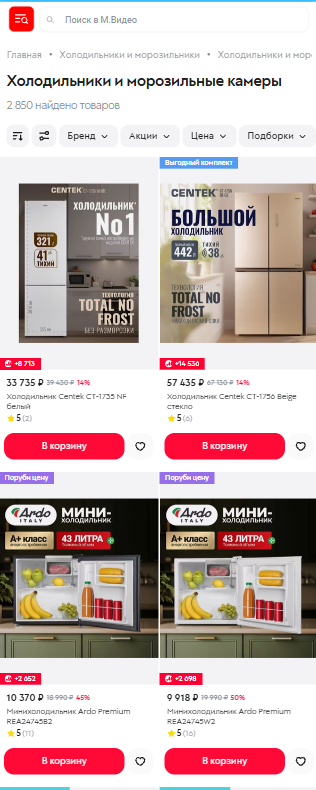 Поиск в М.Видео
Главная • Холодильники и морозильники • Холодильники и моро
Холодильники и морозильные камеры
2 850 найдено товаров
Бренд Акции Цена Подборки
Выгодный комплект
CENTEK
ХОЛОДИЛЬНИК
№1
321
41
ТИХИЙ
ТЕХНОЛОГИЯ
TOTAL NO
FROST
БЕЗ РАЗМОРОЗКИ
+8 713
CENTEK
БОЛЬШОЙ
ХОЛОДИЛЬНИК
442
ТИХИЙ
38
ТЕХНОЛОГИЯ
TOTAL NO
FROST
+14 536
33 735 ₽ 39 430 ₽ 14%
Холодильник Centek CT-1735 NF
белый
5 (2)
В корзину
57 435 ₽ 67 130 ₽ 14%
Холодильник Centek CT-1756 Beige
стекло
5 (6)
В корзину
Поруби цену
Ardo
ITALY
МИНИ-
ХОЛОДИЛЬНИК
A+ класс
43 ЛИТРА
+2 652
Поруби цену
Ardo
ITALY
МИНИ-
ХОЛОДИЛЬНИК
A+ класс
43 ЛИТРА
+2 698
10 370 ₽ 18 990 ₽ 45%
Минихолодильник Ardo Premium
REA24745B2
5 (11)
В корзину
9 918 ₽ 19 990 ₽ 50%
Минихолодильник Ardo Premium
REA24745W2
5 (16)
В корзину